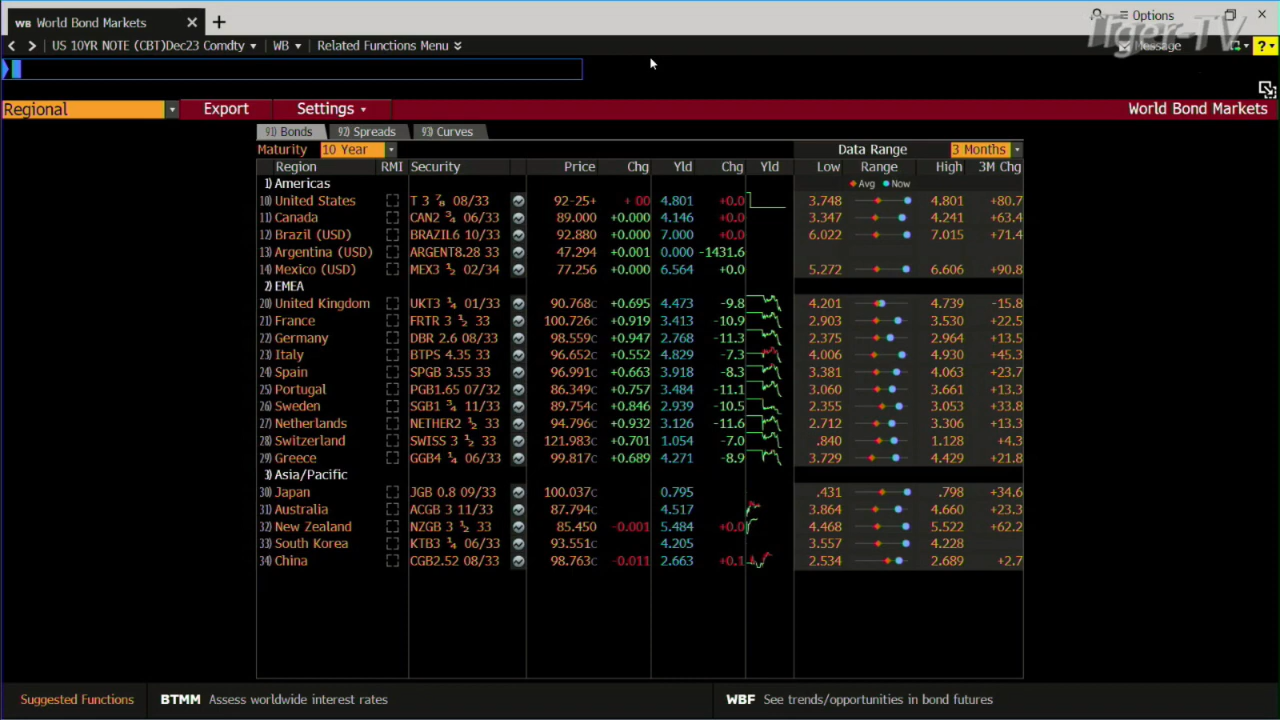 WB World Bond Markets × +
Options
Tiger-TV
< > US 10YR NOTE (CBT)Dec23 Comdty WB Related Functions Menu
Message
?
Regional Export Settings World Bond Markets
91) Bonds 92) Spreads 93) Curves
Maturity 10 Year Data Range 3 Months
Region RMI Security Price Chg Yld Chg Yld Low Range High 3M Chg
1) Americas Avg Now
10) United States T 3 ⅞ 08/33 92-25+ + 00 4.801 +0.0 3.748 4.801 +80.7
11) Canada CAN2 ¾ 06/33 89.000 +0.000 4.146 +0.0 3.347 4.241 +63.4
12) Brazil (USD) BRAZIL6 10/33 92.880 +0.000 7.000 +0.0 6.022 7.015 +71.4
13) Argentina (USD) ARGENT8.28 33 47.294 +0.001 0.000 -1431.6
14) Mexico (USD) MEX3 ½ 02/34 77.256 +0.000 6.564 +0.0 5.272 6.606 +90.8
2) EMEA
20) United Kingdom UKT3 ¼ 01/33 90.768c +0.695 4.473 -9.8 4.201 4.739 -15.8
21) France FRTR 3 ½ 33 100.726c +0.919 3.413 -10.9 2.903 3.530 +22.5
22) Germany DBR 2.6 08/33 98.559c +0.947 2.768 -11.3 2.375 2.964 +13.5
23) Italy BTPS 4.35 33 96.652c +0.552 4.829 -7.3 4.006 4.930 +45.3
24) Spain SPGB 3.55 33 96.991c +0.663 3.918 -8.3 3.381 4.063 +23.7
25) Portugal PGB1.65 07/32 86.349c +0.757 3.484 -11.1 3.060 3.661 +13.3
26) Sweden SGB1 ¾ 11/33 89.754c +0.846 2.939 -10.5 2.355 3.053 +33.8
27) Netherlands NETHER2 ½ 33 94.796c +0.932 3.126 -11.6 2.712 3.306 +13.3
28) Switzerland SWISS 3 ½ 33 121.983c +0.701 1.054 -7.0 .840 1.128 +4.3
29) Greece GGB4 ¼ 06/33 99.817c +0.689 4.271 -8.9 3.729 4.429 +21.8
3) Asia/Pacific
30) Japan JGB 0.8 09/33 100.037c 0.795 .431 .798 +34.6
31) Australia ACGB 3 11/33 87.794c 4.517 3.864 4.660 +23.3
32) New Zealand NZGB 3 ½ 33 85.450 -0.001 5.484 +0.0 4.468 5.522 +62.2
33) South Korea KTB3 ¼ 06/33 93.551c 4.205 3.557 4.228
34) China CGB2.52 08/33 98.763c -0.011 2.663 +0.1 2.534 2.689 +2.7
Suggested Functions BTMM Assess worldwide interest rates WBF See trends/opportunities in bond futures